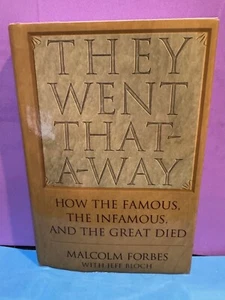 THEY
WENT
THAT-
A-WAY
HOW THE FAMOUS,
THE INFAMOUS,
AND THE GREAT DIED
MALCOLM FORBES
WITH JEFF BLOCH